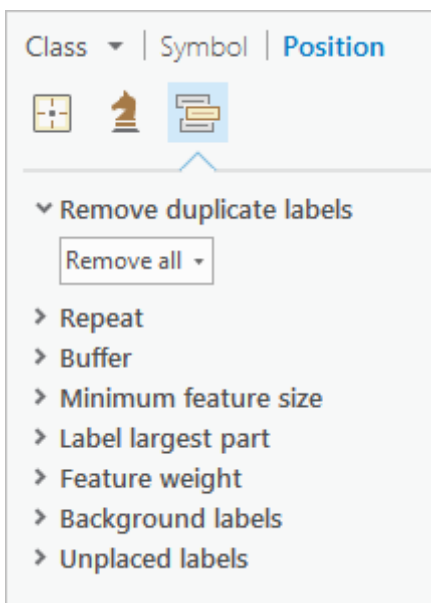 Class | Symbol | Position
Remove duplicate labels
Remove all
Repeat
Buffer
Minimum feature size
Label largest part
Feature weight
Background labels
Unplaced labels